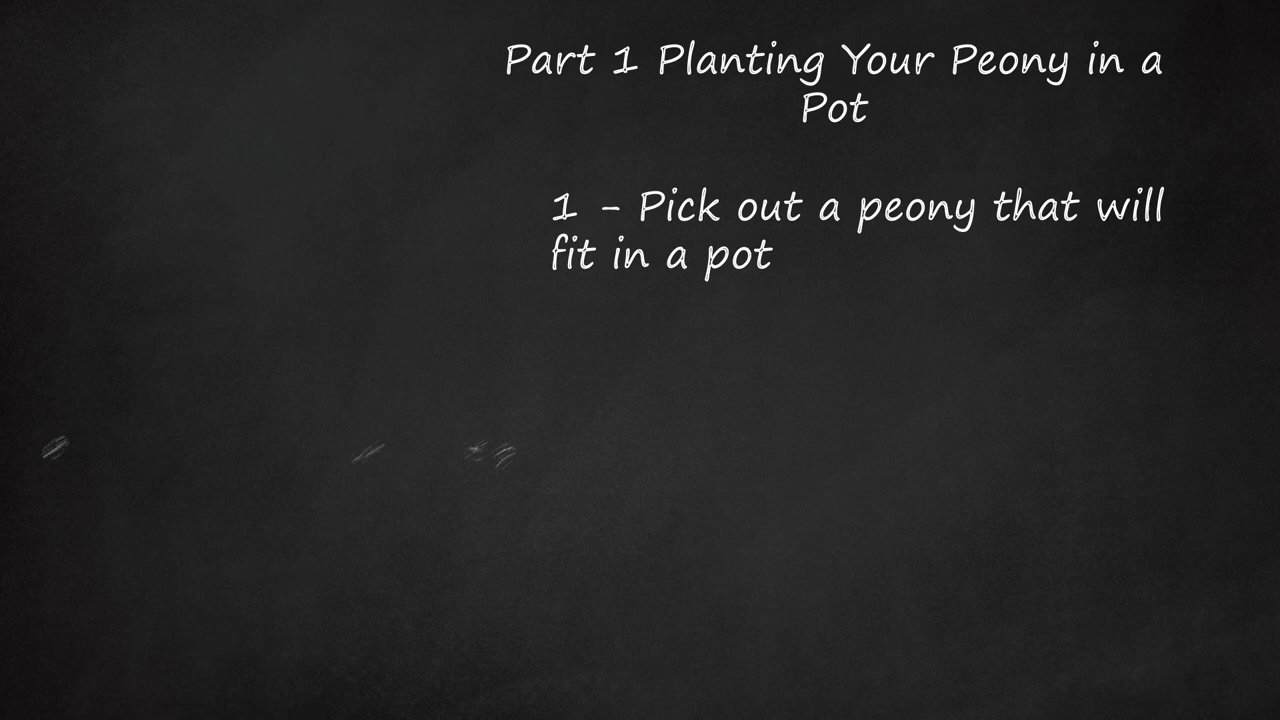 Part 1 Planting Your Peony in a
Pot
1 - Pick out a peony that will
fit in a pot